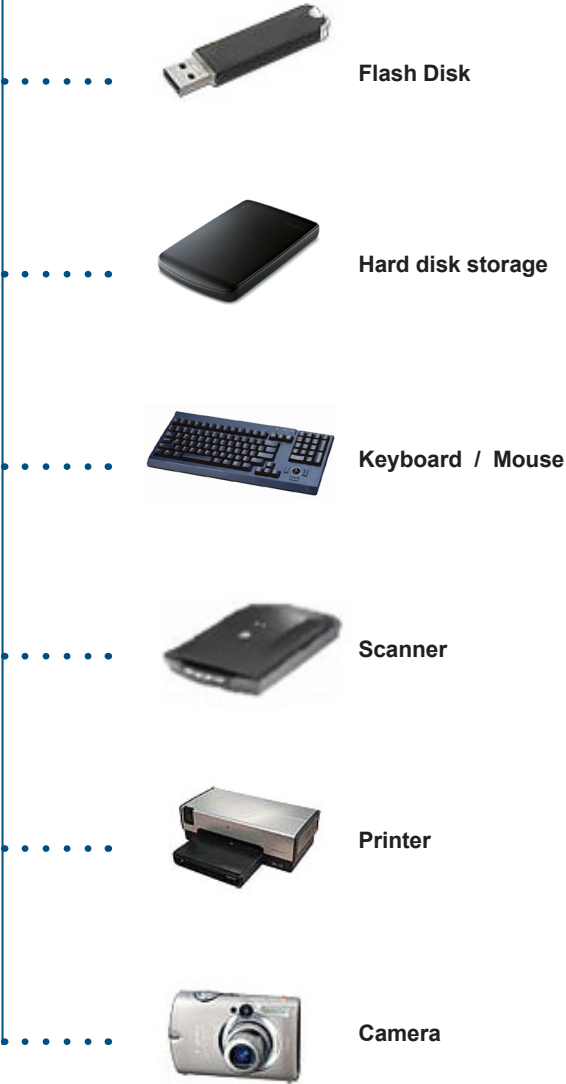 Flash Disk
Hard disk storage
Keyboard / Mouse
Scanner
Printer
Camera